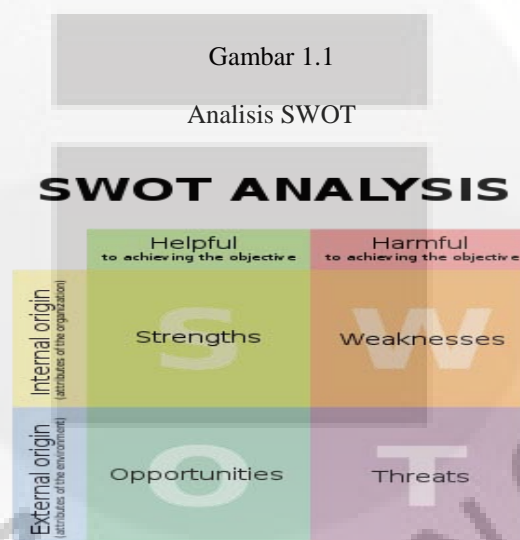 Gambar 1.1
Analisis SWOT
SWOT ANALYSIS
Helpful
to achieving the objective
Harmful
to achieving the objective
Internal origin
(attributes of the organization)
S
Strengths
W
Weaknesses
External origin
(attributes of the environment)
O
Opportunities
T
Threats